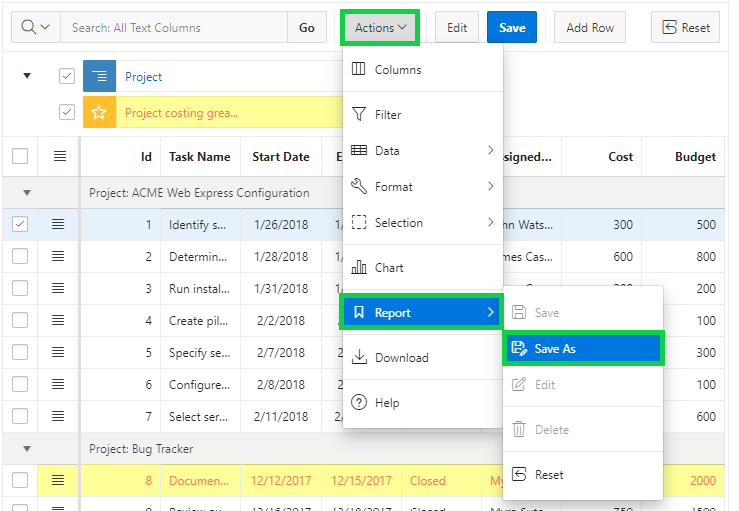 Search: All Text Columns Go Actions Edit Save Add Row Reset
Project
Project costing grea...
Columns
Filter
Data
Format
Selection
Chart
Report
Download
Help
Save
Save As
Edit
Delete
Reset
Id Task Name Start Date Cost Budget
Project: ACME Web Express Configuration
1 Identify s... 1/26/2018 300 500
2 Determin... 1/28/2018 600 800
3 Run instal... 1/31/2018 200
4 Create pil... 2/2/2018 100
5 Specify se... 2/7/2018 300
6 Configure... 2/8/2018 100
7 Select ser... 2/11/2018 600
Project: Bug Tracker
8 Documen... 12/12/2017 12/15/2017 Closed 2000